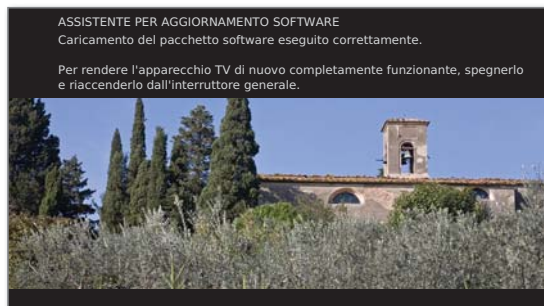 ASSISTENTE PER AGGIORNAMENTO SOFTWARE
Caricamento del pacchetto software eseguito correttamente.
Per rendere l'apparecchio TV di nuovo completamente funzionante, spegnerlo
e riaccenderlo dall'interruttore generale.